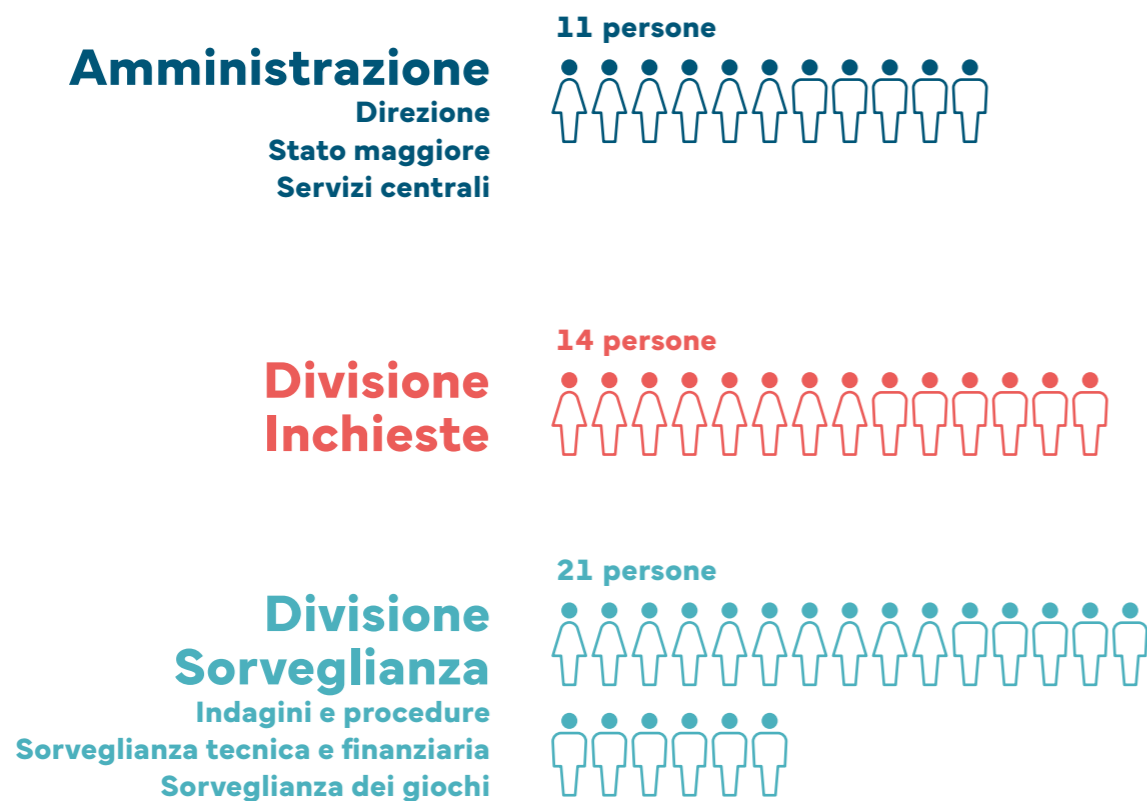 11 persone
Amministrazione
Direzione
Stato maggiore
Servizi centrali
14 persone
Divisione
Inchieste
21 persone
Divisione
Sorveglianza
Indagini e procedure
Sorveglianza tecnica e finanziaria
Sorveglianza dei giochi